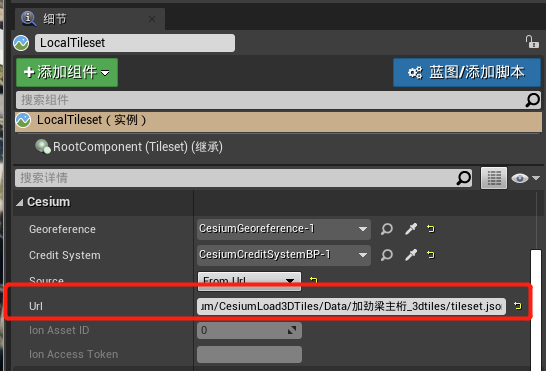 细节
LocalTileset
添加组件
蓝图/添加脚本
搜索组件
LocalTileset（实例）
RootComponent (Tileset) (继承)
搜索详情
Cesium
Georeference CesiumGeoreference-1
Credit System CesiumCreditSystemBP-1
Source From Url
Url /CesiumLoad3DTiles/Data/加劲梁主桁_3dtiles/tileset.jso
Ion Asset ID 0
Ion Access Token